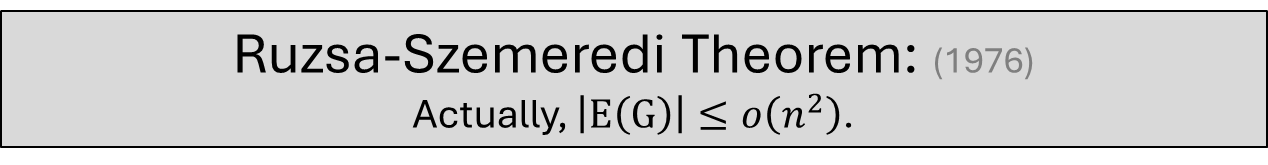 Ruzsa-Szemeredi Theorem: (1976)
Actually, |E(G)| ≤ o(n²).